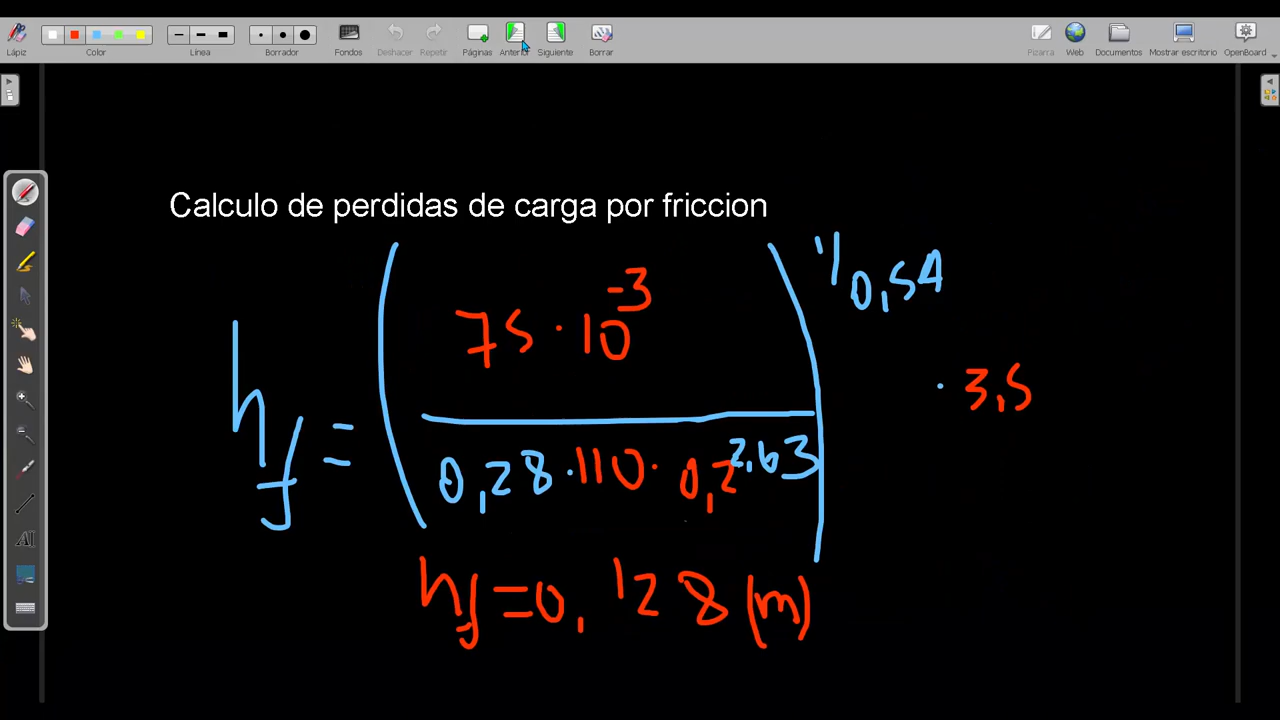 Lápiz Color Línea Borrador Fondos Deshacer Repetir Páginas Anterior Siguiente Borrar Pizarra Web Documentos Mostrar escritorio OpenBoard
Calculo de perdidas de carga por friccion
hf = (75 · 10^-3 / 0,28 · 110 · 0,2^2,63)^1/0,54 · 3,5
hf = 0,128 (m)